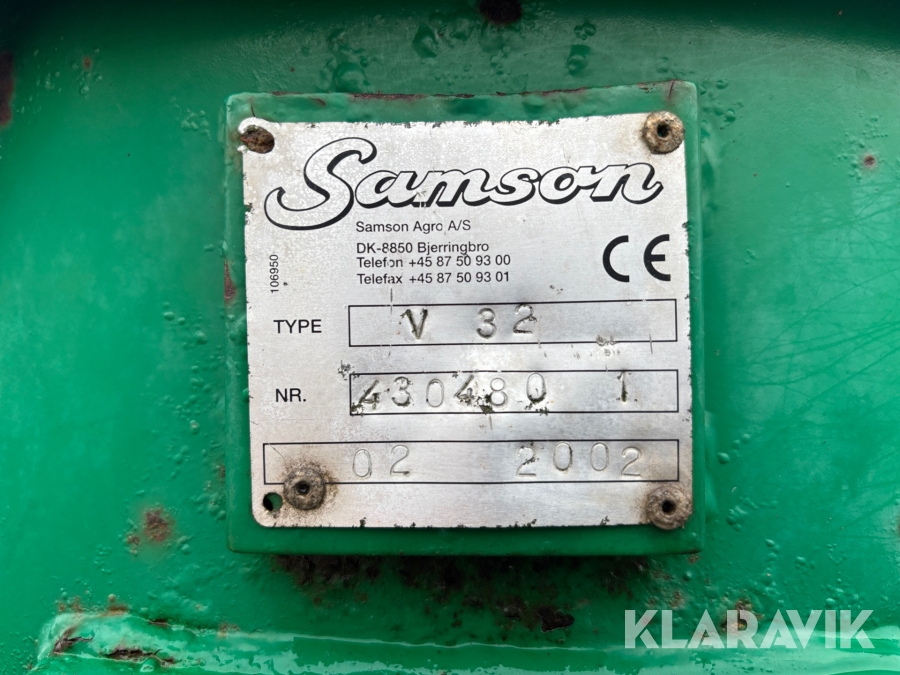 Samson
Samson Agro A/S
DK-8850 Bjerringbro
Telefon +45 87 50 93 00
Telefax +45 87 50 93 01
106950
CE
TYPE V 32
NR. 430480 1
02 2002
KLARAVIK